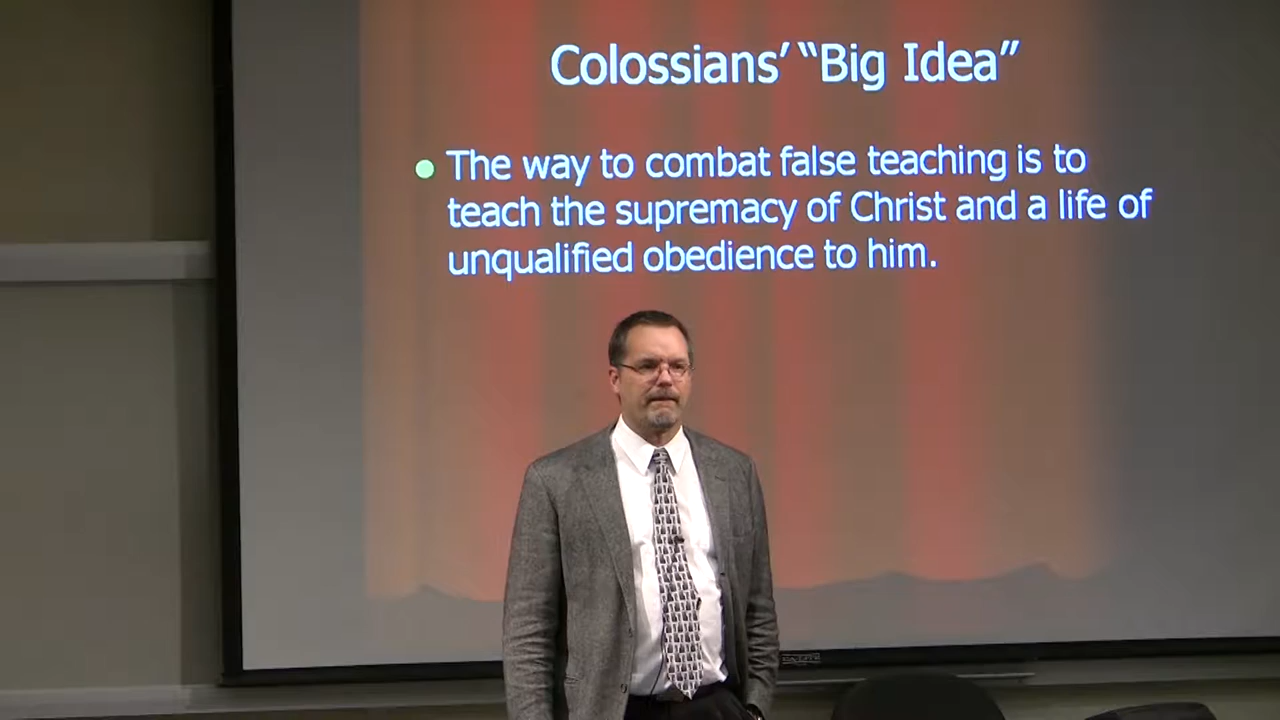 Colossians’ “Big Idea”
The way to combat false teaching is to
teach the supremacy of Christ and a life of
unqualified obedience to him.